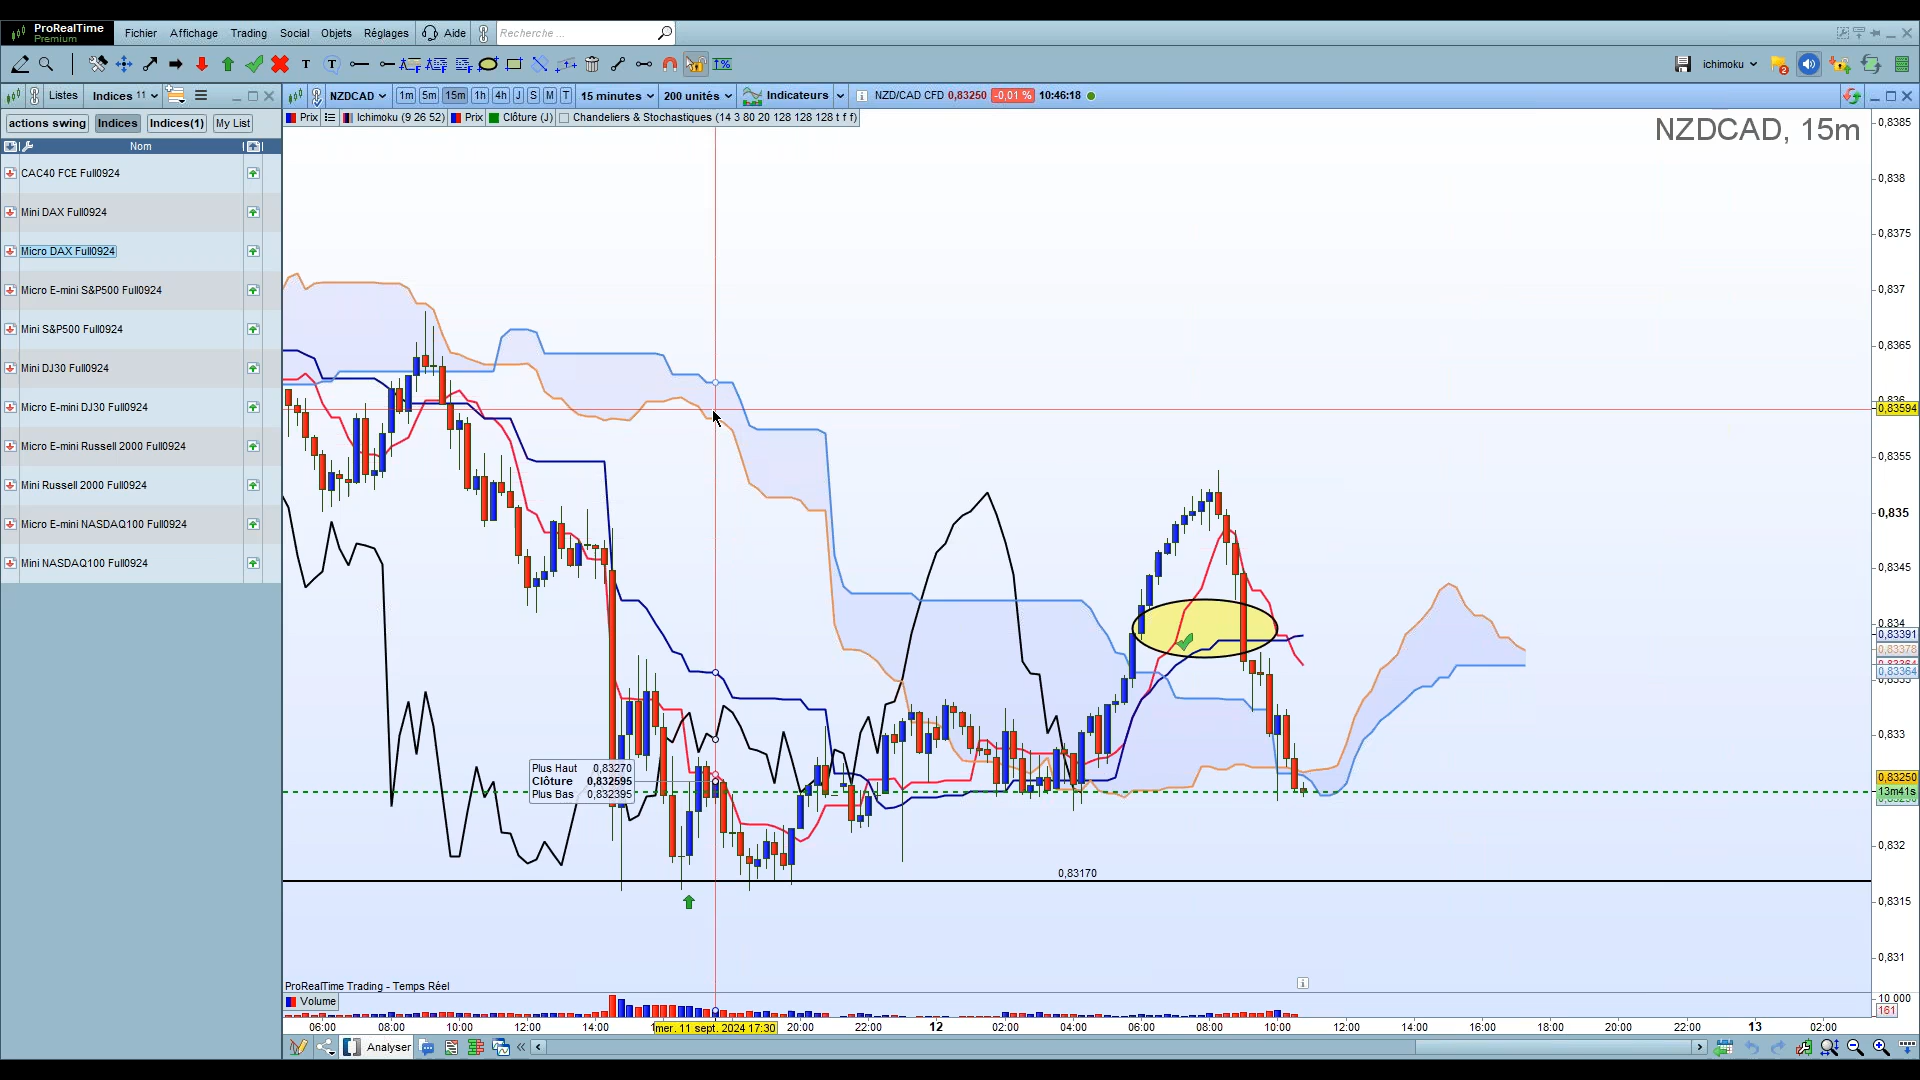 ProRealTime
Premium
Fichier Affichage Trading Social Objets Réglages Aide Recherche ...
ichimoku
2
Listes Indices 11
NZDCAD 1m 5m 15m 1h 4h J S M T 15 minutes 200 unités Indicateurs NZD/CAD CFD 0,83250 -0,01 % 10:46:18
actions swing Indices Indices(1) My List
Prix Ichimoku (9 26 52) Prix Clôture (J) Chandeliers & Stochastiques (14 3 80 20 128 128 128 t f f)
NZDCAD, 15m
Nom
CAC40 FCE Full0924
Mini DAX Full0924
Micro DAX Full0924
Micro E-mini S&P500 Full0924
Mini S&P500 Full0924
Mini DJ30 Full0924
Micro E-mini DJ30 Full0924
Micro E-mini Russell 2000 Full0924
Mini Russell 2000 Full0924
Micro E-mini NASDAQ100 Full0924
Mini NASDAQ100 Full0924
0,8385
0,838
0,8375
0,837
0,8365
0,83594
0,8355
0,835
0,8345
0,834
0,83391
0,83378
0,83364
0,833
0,83250
13m41s
0,832
0,8315
0,831
Plus Haut 0,83270
Clôture 0,832595
Plus Bas 0,832395
0,83170
ProRealTime Trading - Temps Réel
Volume
10 000
161
06:00 08:00 10:00 12:00 14:00 mer. 11 sept. 2024 17:30 20:00 22:00 12 02:00 04:00 06:00 08:00 10:00 12:00 14:00 16:00 18:00 20:00 22:00 13 02:00
Analyser